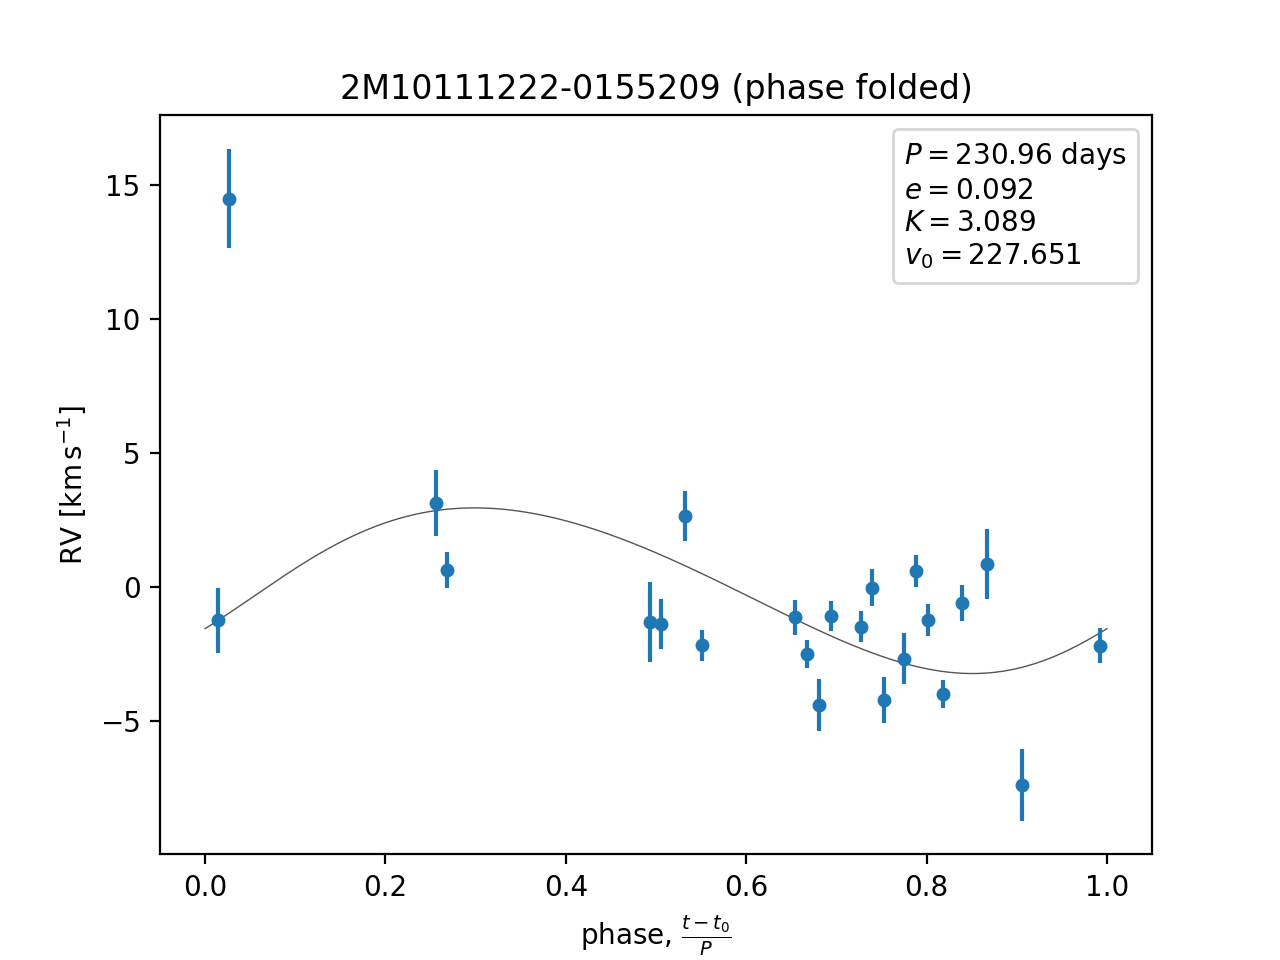 2M10111222-0155209 (phase folded)
P = 230.96 days
e = 0.092
K = 3.089
v₀ = 227.651
15
10
5
0
−5
RV [km s⁻¹]
0.0 0.2 0.4 0.6 0.8 1.0
phase, (t − t₀)/P